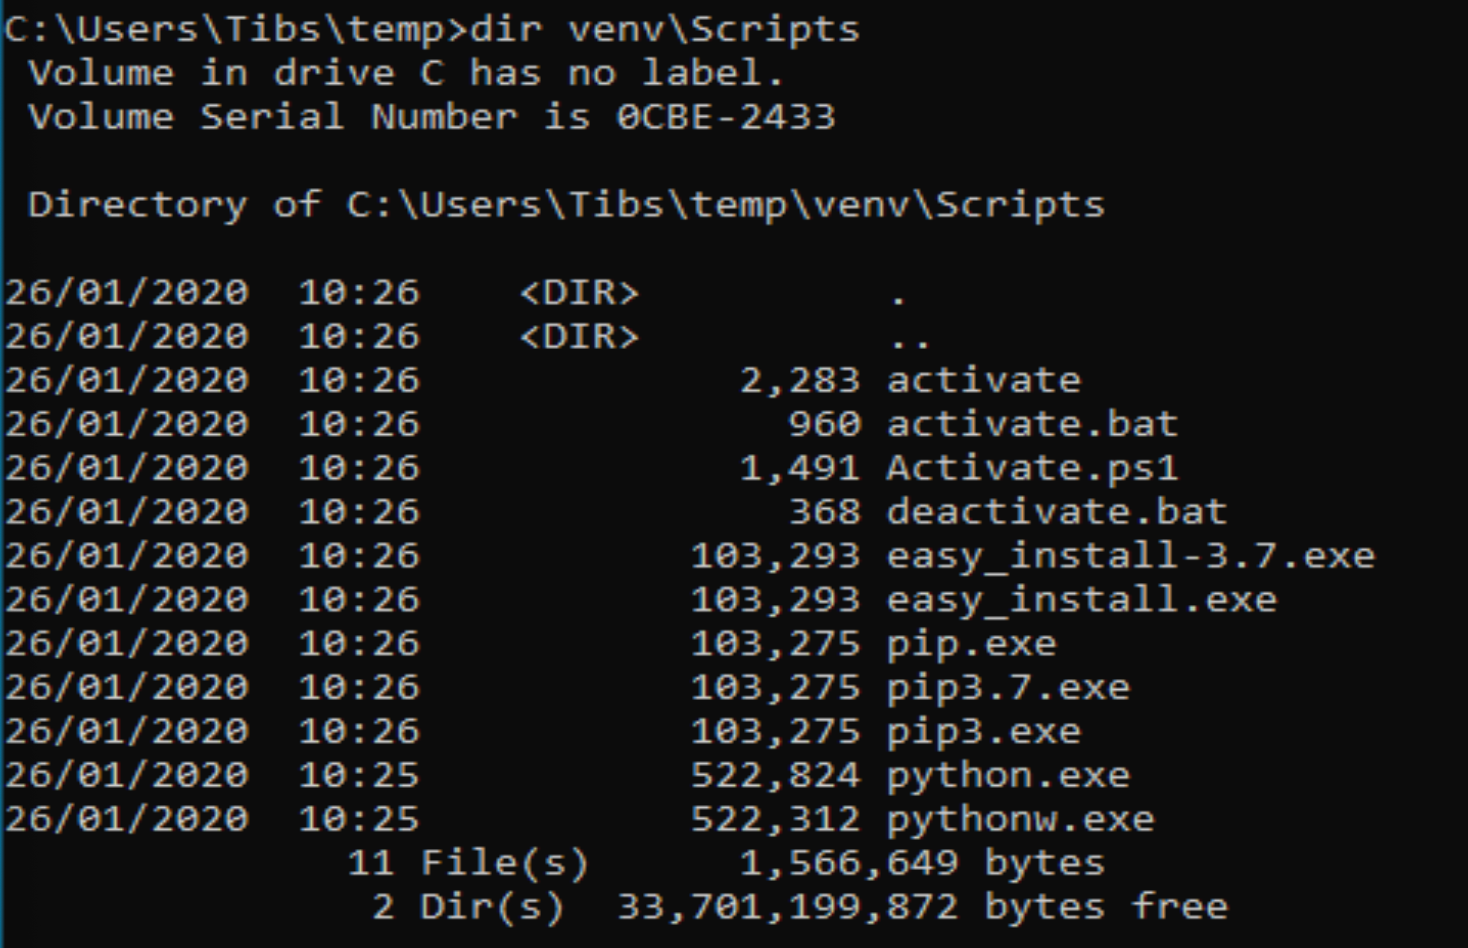 C:\Users\Tibs\temp>dir venv\Scripts
 Volume in drive C has no label.
 Volume Serial Number is 0CBE-2433

 Directory of C:\Users\Tibs\temp\venv\Scripts

26/01/2020  10:26    <DIR>          .
26/01/2020  10:26    <DIR>          ..
26/01/2020  10:26             2,283 activate
26/01/2020  10:26               960 activate.bat
26/01/2020  10:26             1,491 Activate.ps1
26/01/2020  10:26               368 deactivate.bat
26/01/2020  10:26           103,293 easy_install-3.7.exe
26/01/2020  10:26           103,293 easy_install.exe
26/01/2020  10:26           103,275 pip.exe
26/01/2020  10:26           103,275 pip3.7.exe
26/01/2020  10:26           103,275 pip3.exe
26/01/2020  10:25           522,824 python.exe
26/01/2020  10:25           522,312 pythonw.exe
              11 File(s)      1,566,649 bytes
               2 Dir(s)  33,701,199,872 bytes free